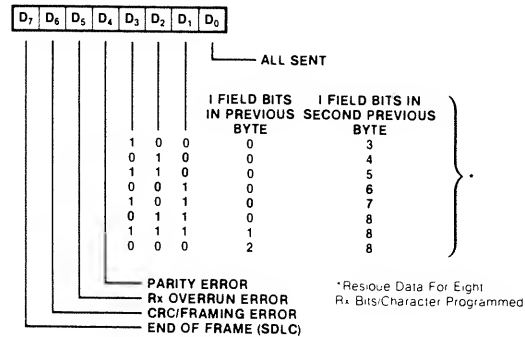 D7 D6 D5 D4 D3 D2 D1 D0
ALL SENT
I FIELD BITS I FIELD BITS IN
IN PREVIOUS SECOND PREVIOUS
BYTE BYTE
1 0 0 0 3
0 1 0 0 4
1 1 0 0 5
0 0 1 0 6
1 0 1 0 7
0 1 1 0 8
1 1 1 1 8
0 0 0 2 8
*
PARITY ERROR
Rx OVERRUN ERROR
CRC/FRAMING ERROR
END OF FRAME (SDLC)
*Residue Data For Eight
Rx Bits/Character Programmed